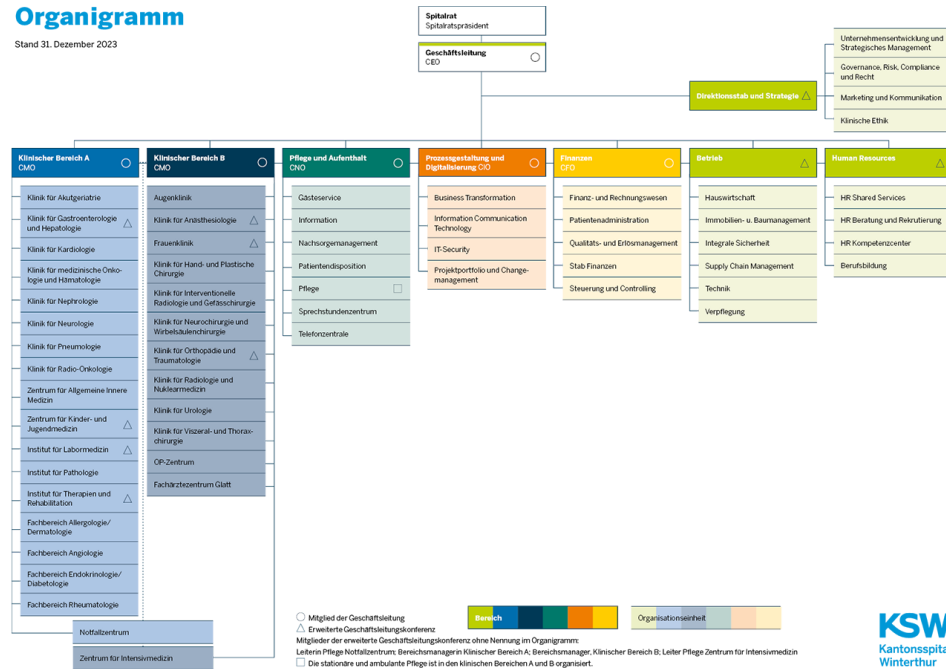 Organigramm
Stand 31. Dezember 2023
Spitalrat
Spitalratspräsident
Geschäftsleitung
CEO
Direktionsstab und Strategie
Unternehmensentwicklung und
Strategisches Management
Governance, Risk, Compliance
und Recht
Marketing und Kommunikation
Klinische Ethik
Klinischer Bereich A
CMO
Klinik für Akutgeriatrie
Klinik für Gastroenterologie
und Hepatologie
Klinik für Kardiologie
Klinik für medizinische Onko-
logie und Hämatologie
Klinik für Nephrologie
Klinik für Neurologie
Klinik für Pneumologie
Klinik für Radio-Onkologie
Zentrum für Allgemeine Innere
Medizin
Zentrum für Kinder- und
Jugendmedizin
Institut für Labormedizin
Institut für Pathologie
Institut für Therapien und
Rehabilitation
Fachbereich Allergologie/
Dermatologie
Fachbereich Angiologie
Fachbereich Endokrinologie/
Diabetologie
Fachbereich Rheumatologie
Notfallzentrum
Zentrum für Intensivmedizin
Klinischer Bereich B
CMO
Augenklinik
Klinik für Anästhesiologie
Frauenklinik
Klinik für Hand- und Plastische
Chirurgie
Klinik für Interventionelle
Radiologie und Gefässchirurgie
Klinik für Neurochirurgie und
Wirbelsäulenchirurgie
Klinik für Orthopädie und
Traumatologie
Klinik für Radiologie und
Nuklearmedizin
Klinik für Urologie
Klinik für Viszeral- und Thorax-
chirurgie
OP-Zentrum
Fachärztezentrum Glatt
Pflege und Aufenthalt
CNO
Gästeservice
Information
Nachsorgemanagement
Patientendisposition
Pflege
Sprechstundenzentrum
Telefonzentrale
Prozessgestaltung und
Digitalisierung CIO
Business Transformation
Information Communication
Technology
IT-Security
Projektportfolio und Change-
management
Finanzen
CFO
Finanz- und Rechnungswesen
Patientenadministration
Qualitäts- und Erlösmanagement
Stab Finanzen
Steuerung und Controlling
Betrieb
Hauswirtschaft
Immobilien- u. Baumanagement
Integrale Sicherheit
Supply Chain Management
Technik
Verpflegung
Human Resources
HR Shared Services
HR Beratung und Rekrutierung
HR Kompetenzcenter
Berufsbildung
Mitglied der Geschäftsleitung
Erweiterte Geschäftsleitungskonferenz
Bereich
Organisationseinheit
Mitglieder der erweiterte Geschäftsleitungskonferenz ohne Nennung im Organigramm:
Leiterin Pflege Notfallzentrum; Bereichsmanagerin Klinischer Bereich A; Bereichsmanager, Klinischer Bereich B; Leiter Pflege Zentrum für Intensivmedizin
Die stationäre und ambulante Pflege ist in den klinischen Bereichen A und B organisiert.
KSW
Kantonsspital
Winterthur